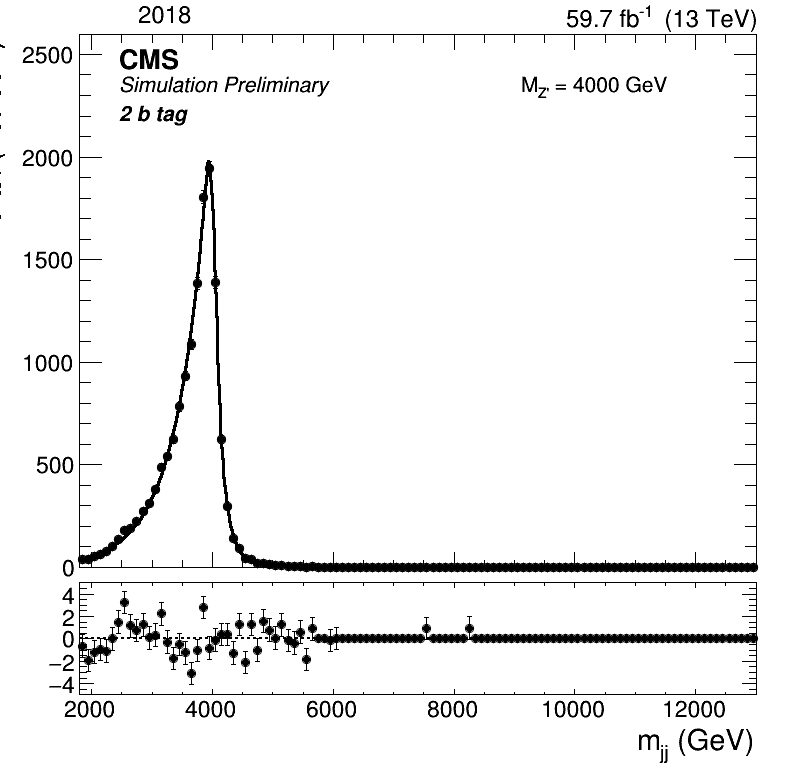 2018 59.7 fb⁻¹ (13 TeV)
CMS
Simulation Preliminary
M_Z' = 4000 GeV
2 b tag
2500
2000
1500
1000
500
0
4
2
0
−2
−4
2000 4000 6000 8000 10000 12000
m_jj (GeV)